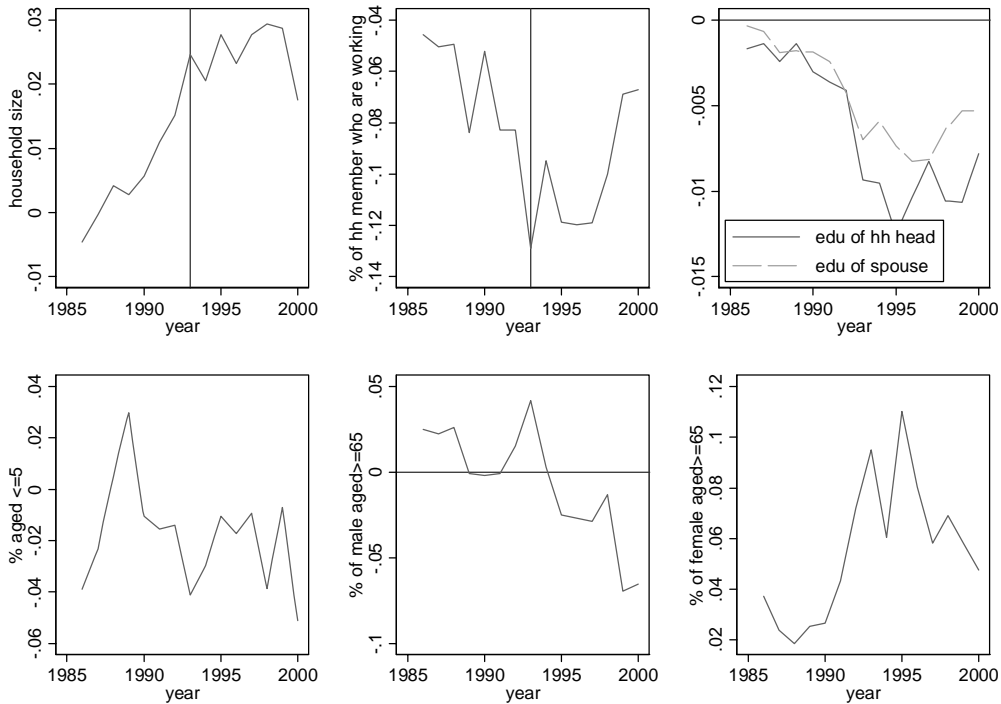 household size
.03
.02
.01
0
-.01
1985 1990 1995 2000
year
% of hh member who are working
-.04
-.06
-.08
-.1
-.12
-.14
1985 1990 1995 2000
year
0
-.005
-.01
-.015
edu of hh head
edu of spouse
1985 1990 1995 2000
year
% aged <=5
.04
.02
0
-.02
-.04
-.06
1985 1990 1995 2000
year
% of male aged>=65
.05
0
-.05
-.1
1985 1990 1995 2000
year
% of female aged>=65
.12
.1
.08
.06
.04
.02
1985 1990 1995 2000
year